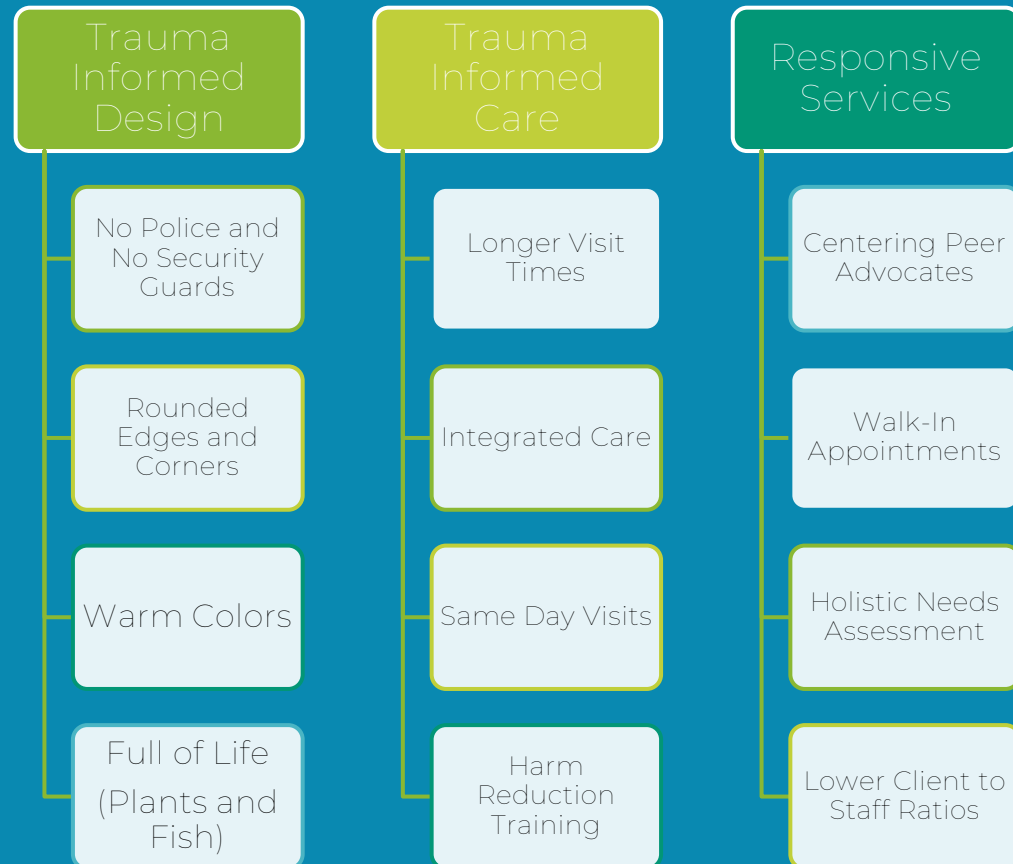 Trauma
Informed
Design
No Police and
No Security
Guards
Rounded
Edges and
Corners
Warm Colors
Full of Life
(Plants and
Fish)
Trauma
Informed
Care
Longer Visit
Times
Integrated Care
Same Day Visits
Harm
Reduction
Training
Responsive
Services
Centering Peer
Advocates
Walk-In
Appointments
Holistic Needs
Assessment
Lower Client to
Staff Ratios